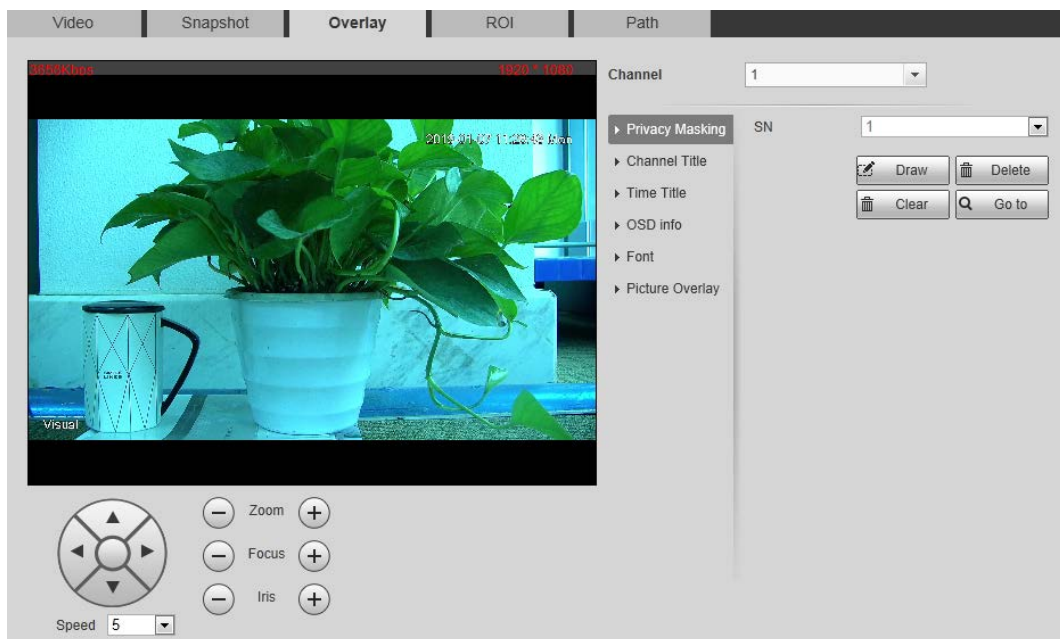 Video Snapshot Overlay ROI Path
3656Kbps 1920 * 1080
Channel 1
Privacy Masking SN 1
Channel Title
Time Title
OSD info
Font
Picture Overlay
Draw Delete
Clear Go to
Visual
Zoom
Focus
Iris
Speed 5